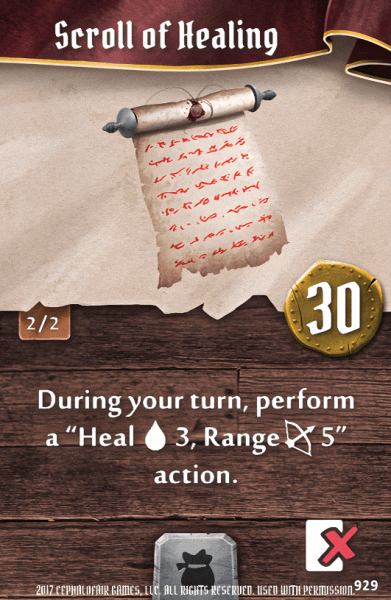 Scroll of Healing
2/2
30
During your turn, perform
a “Heal 3, Range 5”
action.
929
2017 CEPHALOFAIR GAMES, LLC. ALL RIGHTS RESERVED. USED WITH PERMISSION.